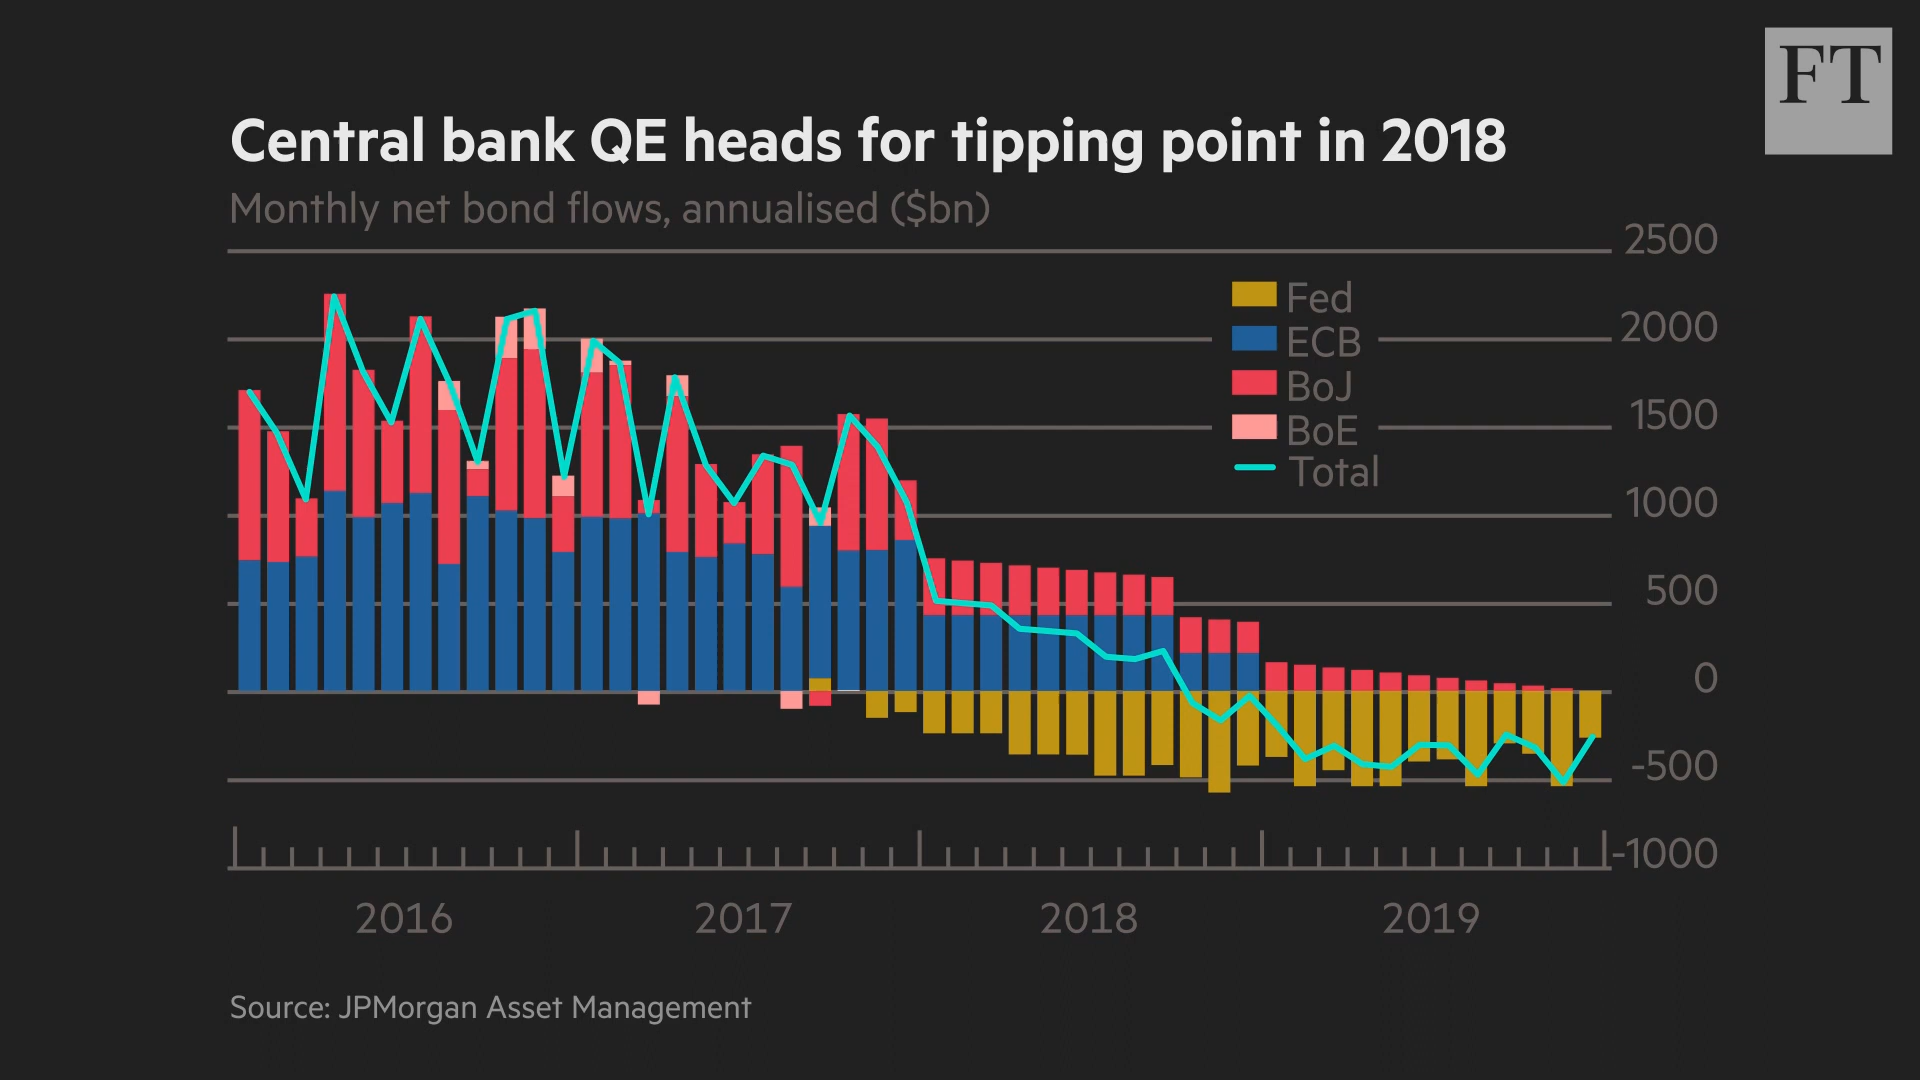 FT
Central bank QE heads for tipping point in 2018
Monthly net bond flows, annualised ($bn)
2500
2000
1500
1000
500
0
-500
-1000
Fed
ECB
BoJ
BoE
Total
2016 2017 2018 2019
Source: JPMorgan Asset Management